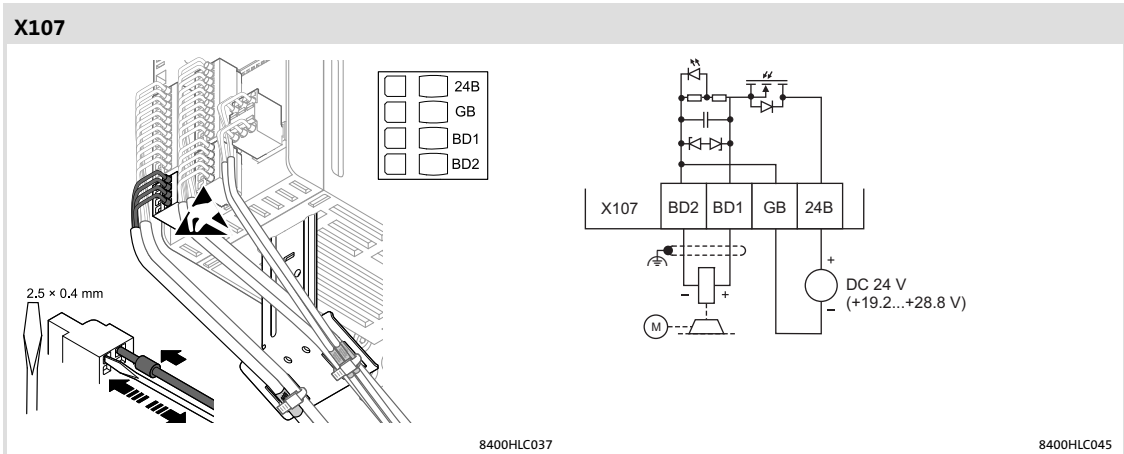 X107
24B
GB
BD1
BD2
2.5 × 0.4 mm
8400HLC037
X107 BD2 BD1 GB 24B
+
DC 24 V
(+19.2...+28.8 V)
–
– +
M
8400HLC045